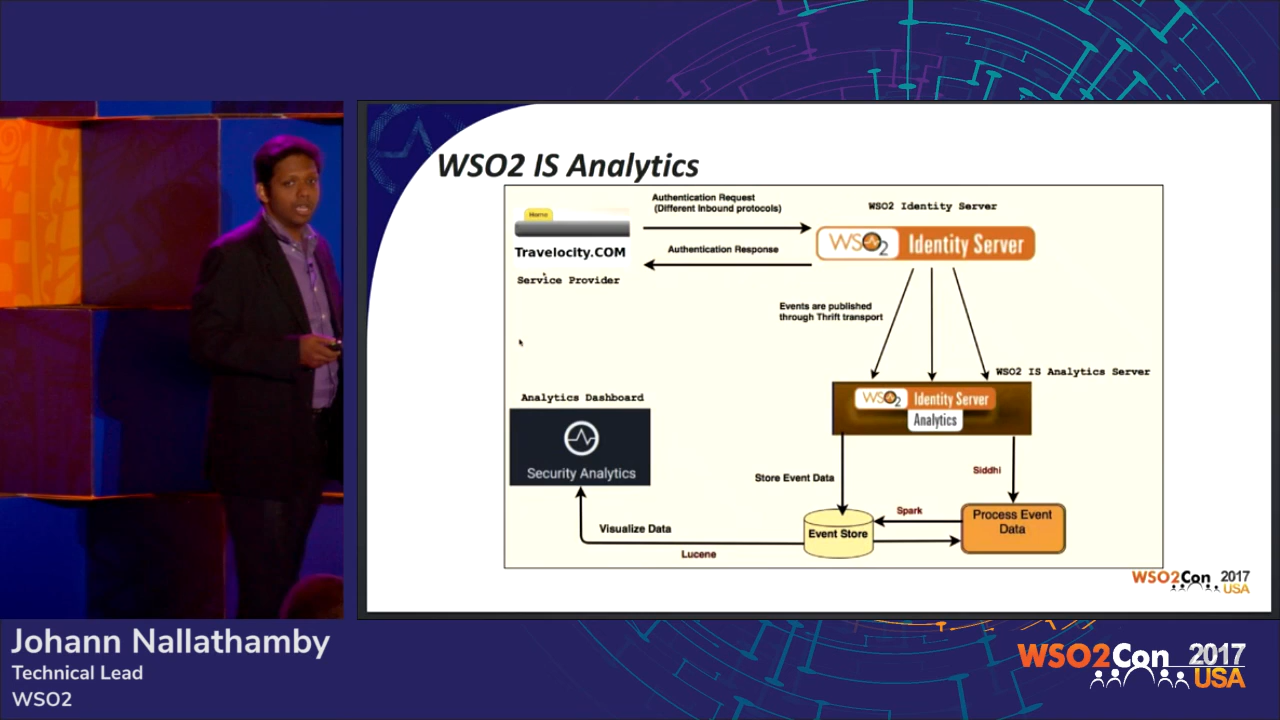 WSO2 IS Analytics
Authentication Request
(Different Inbound protocols)
WSO2 Identity Server
Home
WSO2 Identity Server
Travelocity.COM
Authentication Response
Service Provider
Events are published
through Thrift transport
WSO2 IS Analytics Server
Analytics Dashboard
WSO2 Identity Server
Analytics
Security Analytics
Store Event Data
Siddhi
Spark
Process Event
Data
Event Store
Visualize Data
Lucene
WSO2Con 2017
USA
Johann Nallathamby
Technical Lead
WSO2
WSO2Con 2017
USA